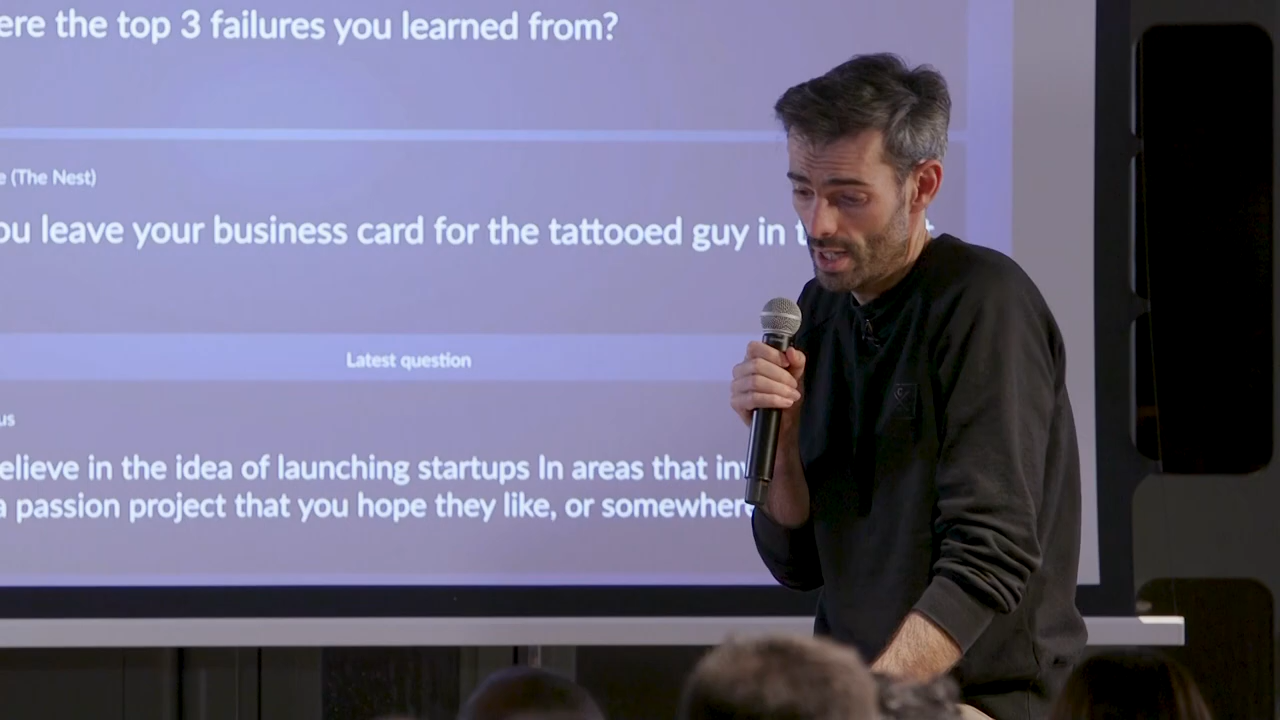 ere the top 3 failures you learned from?
e (The Nest)
ou leave your business card for the tattooed guy in t
Latest question
us
elieve in the idea of launching startups In areas that inv
a passion project that you hope they like, or somewhere